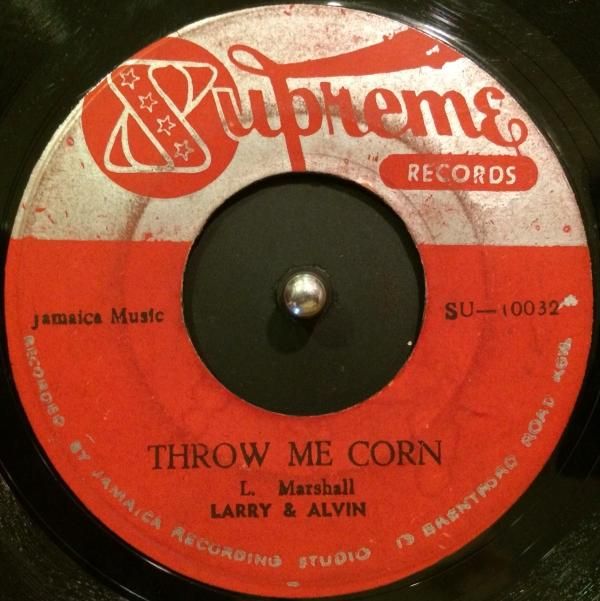 Supreme
RECORDS
Jamaica Music
SU—10032
THROW ME CORN
L. Marshall
LARRY & ALVIN
RECORDED BY JAMAICA RECORDING STUDIO 13 BRENTFORD ROAD